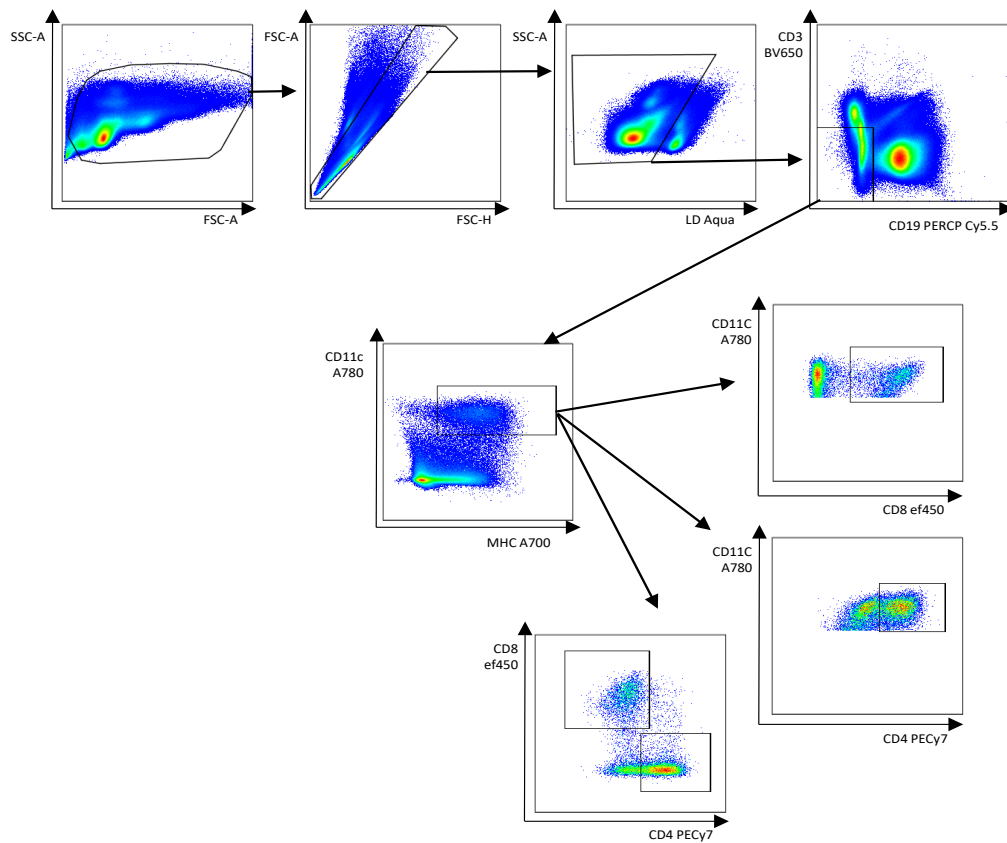 SSC-A
FSC-A
FSC-A
FSC-H
SSC-A
LD Aqua
CD3
BV650
CD19 PERCP Cy5.5
CD11c
A780
MHC A700
CD11C
A780
CD8 ef450
CD11C
A780
CD4 PECy7
CD8
ef450
CD4 PECy7